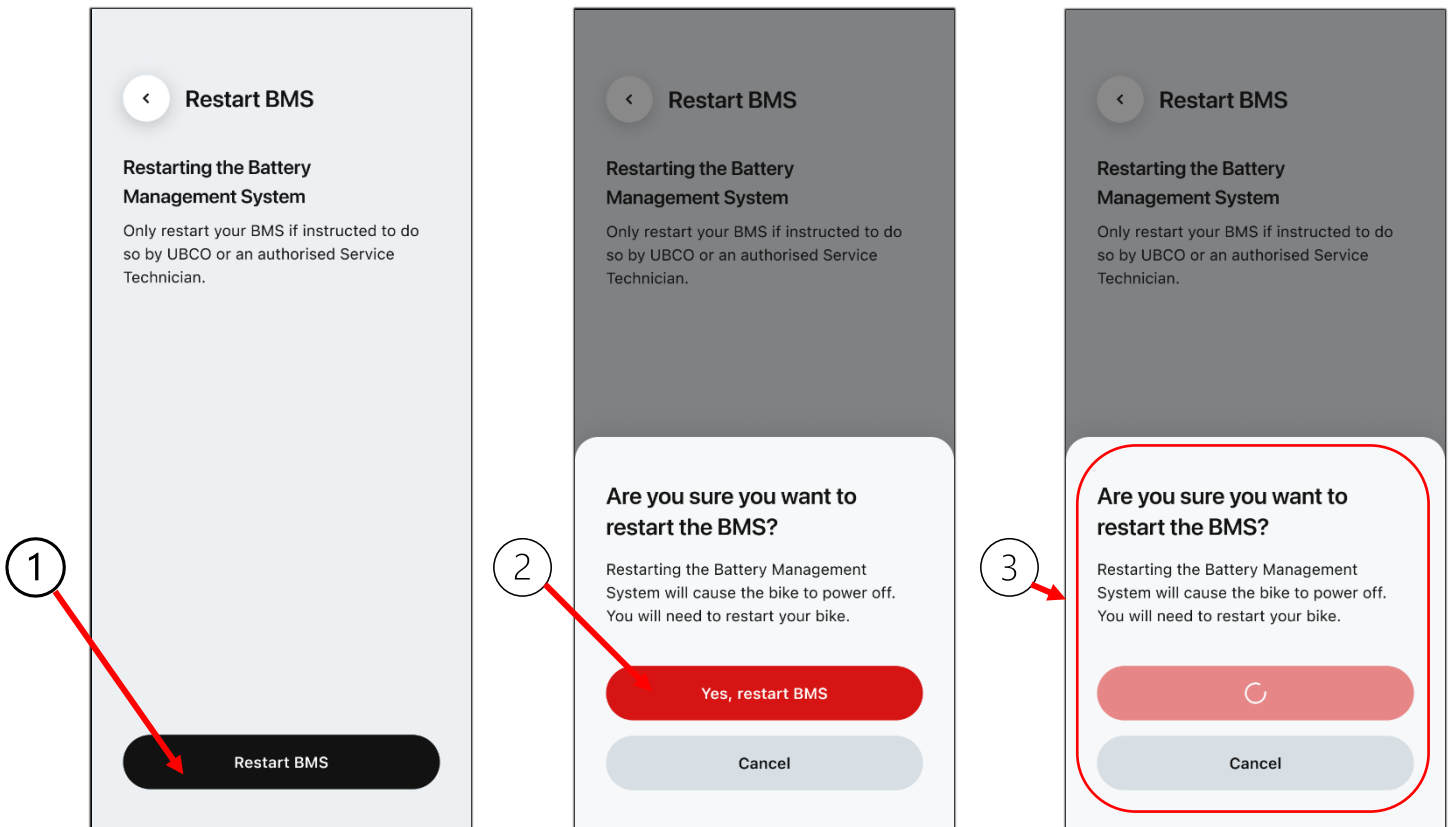 Restart BMS
Restarting the Battery
Management System
Only restart your BMS if instructed to do
so by UBCO or an authorised Service
Technician.
1
Restart BMS
Restart BMS
Restarting the Battery
Management System
Only restart your BMS if instructed to do
so by UBCO or an authorised Service
Technician.
Are you sure you want to
restart the BMS?
2
Restarting the Battery Management
System will cause the bike to power off.
You will need to restart your bike.
Yes, restart BMS
Cancel
Restart BMS
Restarting the Battery
Management System
Only restart your BMS if instructed to do
so by UBCO or an authorised Service
Technician.
Are you sure you want to
restart the BMS?
3
Restarting the Battery Management
System will cause the bike to power off.
You will need to restart your bike.
Cancel